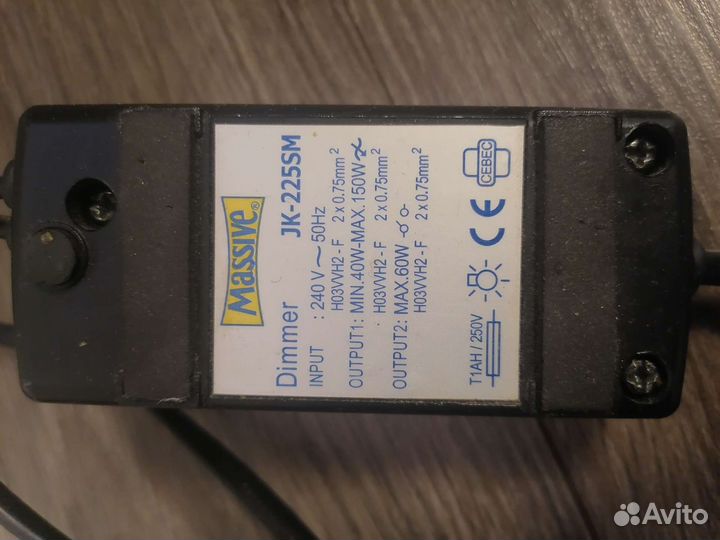 Massive®
Dimmer JK-225SM
INPUT : 240 V ~ 50Hz
H03VVH2-F 2 x 0.75mm²
OUTPUT1: MIN.40W-MAX.150W
H03VVH2-F 2 x 0.75mm²
OUTPUT2: MAX.60W
H03VVH2-F 2 x 0.75mm²
T1AH / 250V
CE
CEBEC
Avito